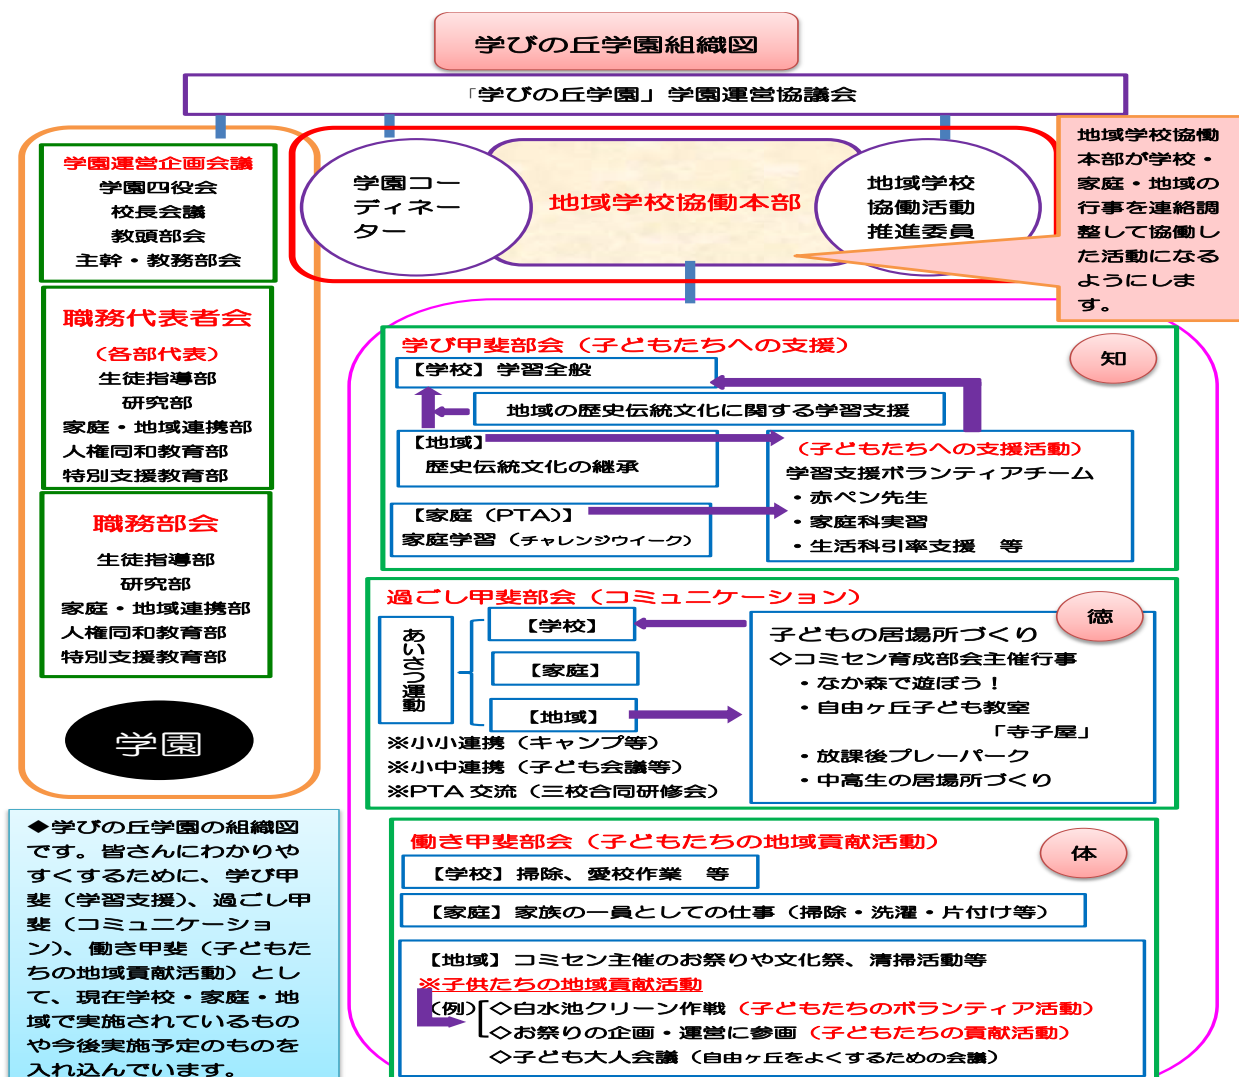 学びの丘学園組織図
「学びの丘学園」学園運営協議会
学園運営企画会議
学園四役会
校長会議
教頭部会
主幹・教務部会
職務代表者会
(各部代表)
生徒指導部
研究部
家庭・地域連携部
人権同和教育部
特別支援教育部
職務部会
生徒指導部
研究部
家庭・地域連携部
人権同和教育部
特別支援教育部
学園
学園コー
ディネー
ター
地域学校協働本部
地域学校
協働活動
推進委員
地域学校協働
本部が学校・
家庭・地域の
行事を連絡調
整して協働し
た活動になる
ようにしま
す。
学び甲斐部会(子どもたちへの支援)
知
【学校】学習全般
地域の歴史伝統文化に関する学習支援
【地域】
歴史伝統文化の継承
【家庭(PTA)】
家庭学習(チャレンジウイーク)
(子どもたちへの支援活動)
学習支援ボランティアチーム
・赤ペン先生
・家庭科実習
・生活科引率支援 等
過ごし甲斐部会(コミュニケーション)
徳
あいさつ運動
【学校】
【家庭】
【地域】
※小小連携(キャンプ等)
※小中連携(子ども会議等)
※PTA 交流(三校合同研修会)
子どもの居場所づくり
◇コミセン育成部会主催行事
・なか森で遊ぼう!
・自由ヶ丘子ども教室
「寺子屋」
・放課後プレーパーク
・中高生の居場所づくり
働き甲斐部会(子どもたちの地域貢献活動)
体
【学校】掃除、愛校作業 等
【家庭】家族の一員としての仕事(掃除・洗濯・片付け等)
【地域】コミセン主催のお祭りや文化祭、清掃活動等
※子供たちの地域貢献活動
(例)◇白水池クリーン作戦(子どもたちのボランティア活動)
◇お祭りの企画・運営に参画(子どもたちの貢献活動)
◇子ども大人会議(自由ヶ丘をよくするための会議)
◆学びの丘学園の組織図
です。皆さんにわかりや
すくするために、学び甲
斐(学習支援)、過ごし甲
斐(コミュニケーショ
ン)、働き甲斐(子どもた
ちの地域貢献活動)とし
て、現在学校・家庭・地
域で実施されているもの
や今後実施予定のものを
入れ込んでいます。